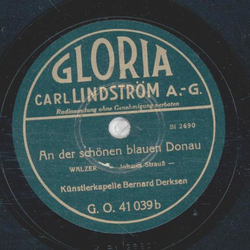 GLORIA
CARL LINDSTRÖM A.-G.
Radiosendung ohne Genehmigung verboten
BI 2690
An der schönen blauen Donau
WALZER — Johann Strauß —
Künstlerkapelle Bernard Derksen
G. O. 41 039 b